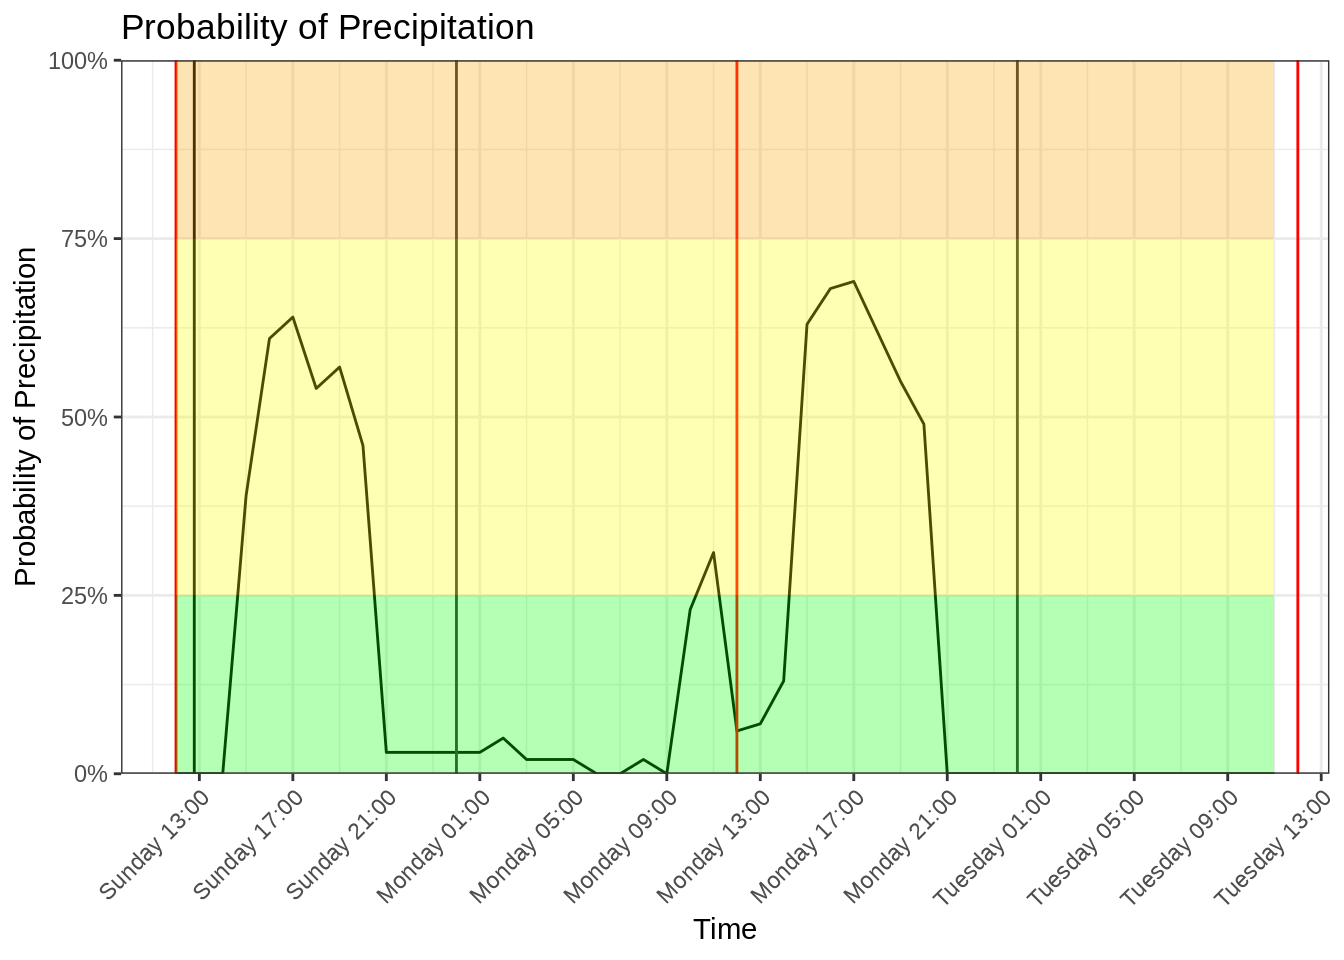 Probability of Precipitation
Probability of Precipitation
100%
75%
50%
25%
0%
Sunday 13:00
Sunday 17:00
Sunday 21:00
Monday 01:00
Monday 05:00
Monday 09:00
Monday 13:00
Monday 17:00
Monday 21:00
Tuesday 01:00
Tuesday 05:00
Tuesday 09:00
Tuesday 13:00
Time